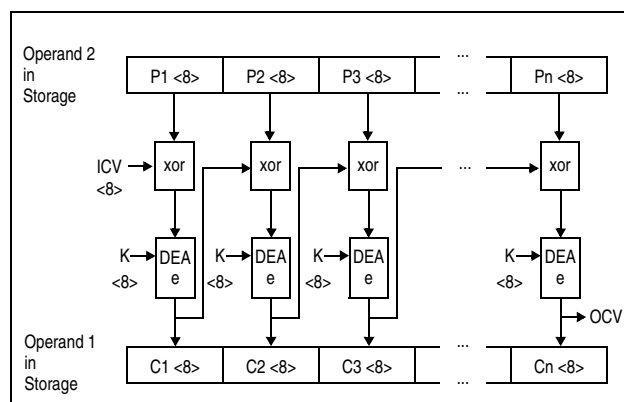 Operand 2
in
Storage
P1 <8> P2 <8> P3 <8> ... Pn <8>
...
ICV
<8>
xor xor xor ... xor
K K K K
<8> <8> <8> <8>
DEA DEA DEA DEA
e e e e
OCV
Operand 1
in
Storage
...
C1 <8> C2 <8> C3 <8> ... Cn <8>